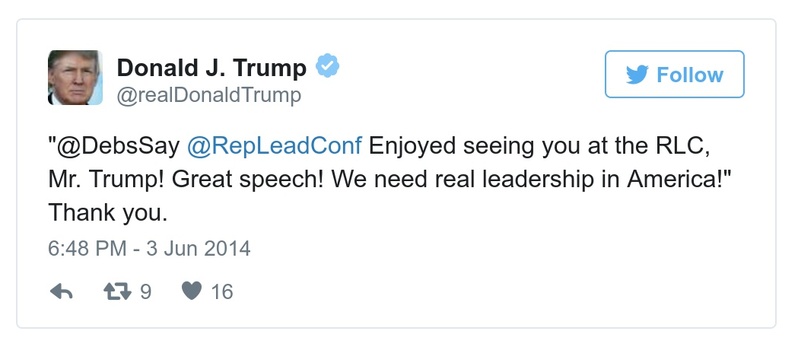 Donald J. Trump
@realDonaldTrump
Follow
"@DebsSay @RepLeadConf Enjoyed seeing you at the RLC,
Mr. Trump! Great speech! We need real leadership in America!"
Thank you.
6:48 PM - 3 Jun 2014
9 16